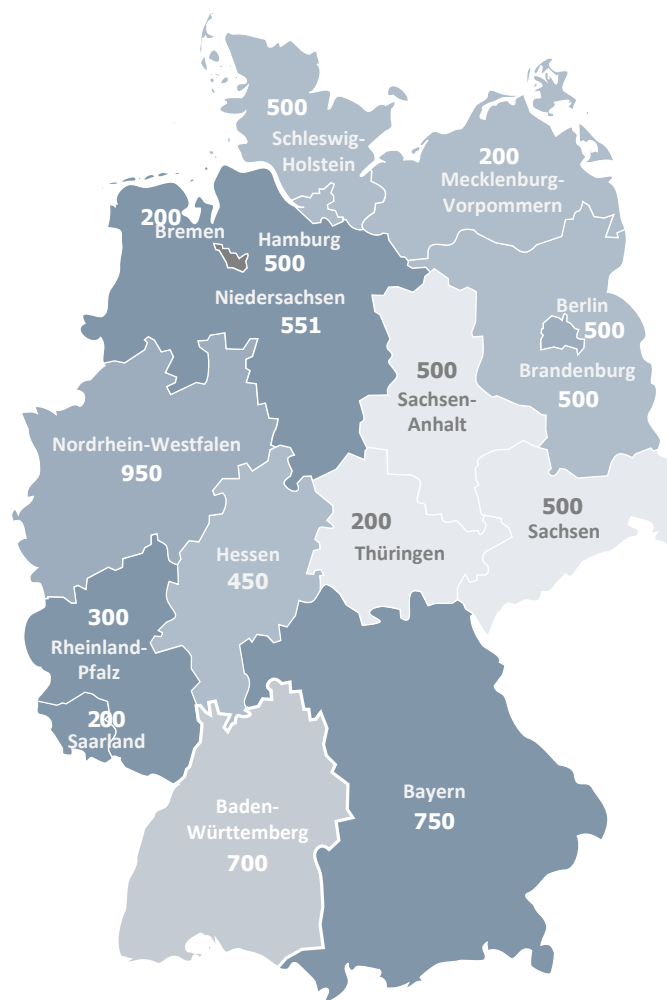 500
Schleswig-
Holstein
200
Mecklenburg-
Vorpommern
200
Bremen
Hamburg
500
Niedersachsen
551
Berlin
500
Brandenburg
500
500
Sachsen-
Anhalt
Nordrhein-Westfalen
950
500
Sachsen
200
Thüringen
Hessen
450
300
Rheinland-
Pfalz
200
Saarland
Bayern
750
Baden-
Württemberg
700